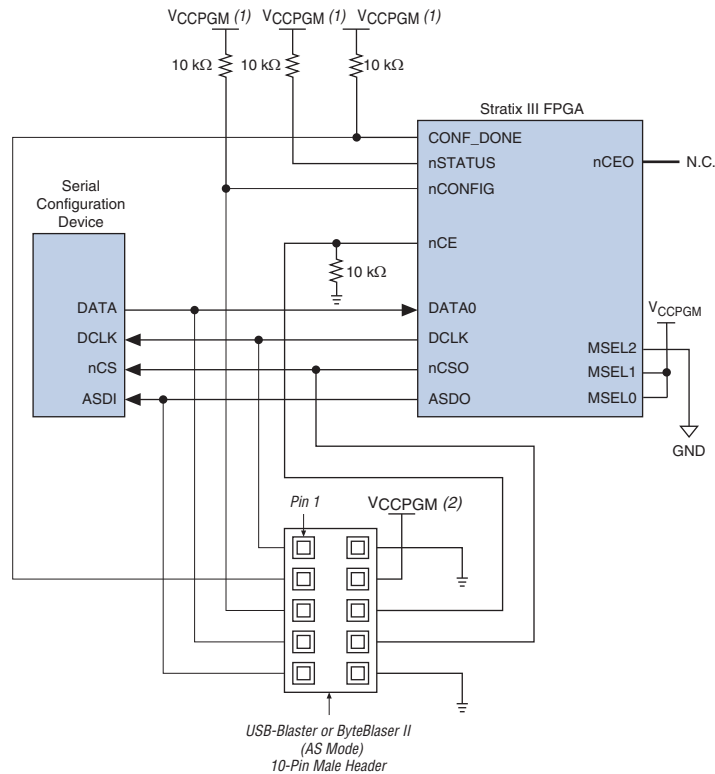 VCCPGM (1) VCCPGM (1) VCCPGM (1)
10 kΩ 10 kΩ 10 kΩ
Stratix III FPGA
CONF_DONE
nSTATUS
nCONFIG
nCE
DATA0
DCLK
nCSO
ASDO
nCEO
N.C.
VCCPGM
MSEL2
MSEL1
MSEL0
GND
Serial
Configuration
Device
DATA
DCLK
nCS
ASDI
10 kΩ
Pin 1
VCCPGM (2)
USB-Blaster or ByteBlaser II
(AS Mode)
10-Pin Male Header